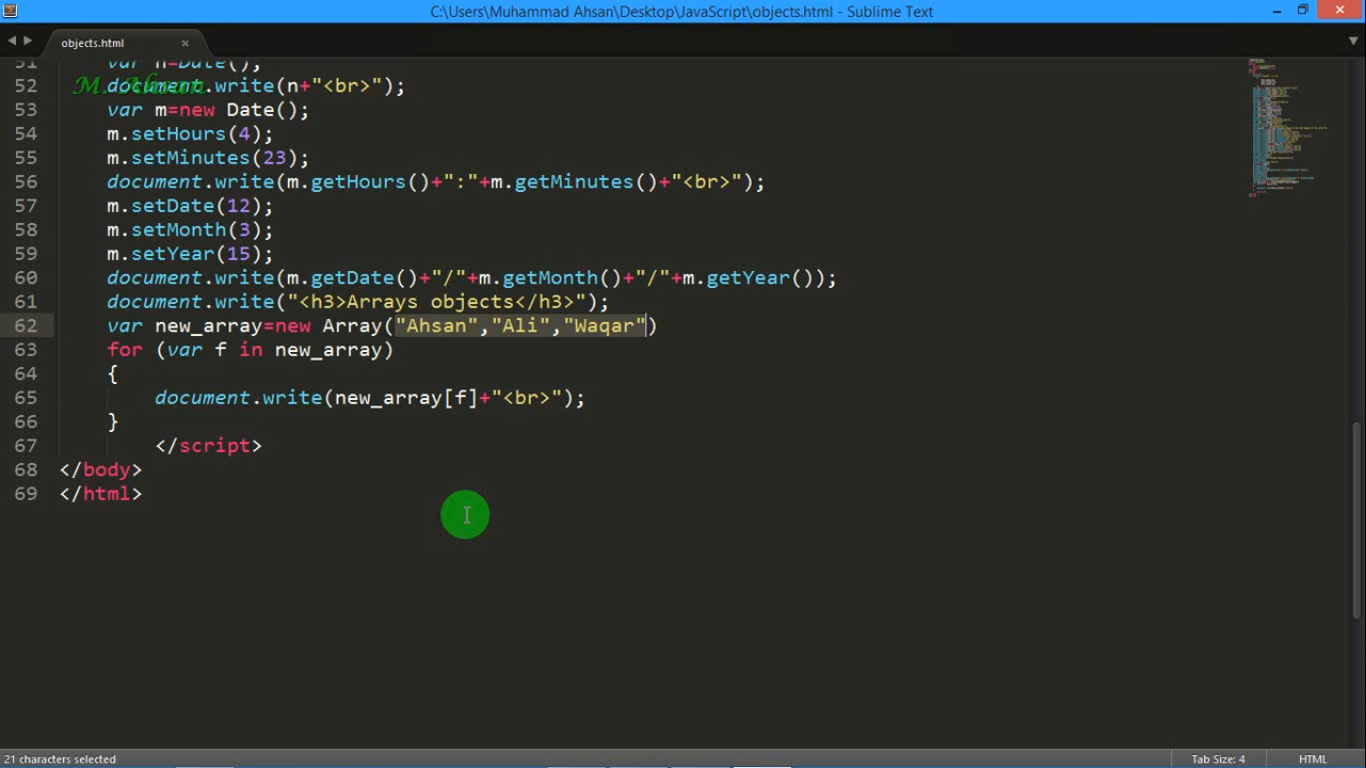 C:\Users\Muhammad Ahsan\Desktop\JavaScript\objects.html - Sublime Text
objects.html
51 var n=Date();
M. Ahsan
52 document.write(n+"<br>");
53 var m=new Date();
54 m.setHours(4);
55 m.setMinutes(23);
56 document.write(m.getHours()+":"+m.getMinutes()+"<br>");
57 m.setDate(12);
58 m.setMonth(3);
59 m.setYear(15);
60 document.write(m.getDate()+"/"+m.getMonth()+"/"+m.getYear());
61 document.write("<h3>Arrays objects</h3>");
62 var new_array=new Array("Ahsan","Ali","Waqar")
63 for (var f in new_array)
64 {
65 document.write(new_array[f]+"<br>");
66 }
67 </script>
68 </body>
69 </html>
21 characters selected
Tab Size: 4
HTML